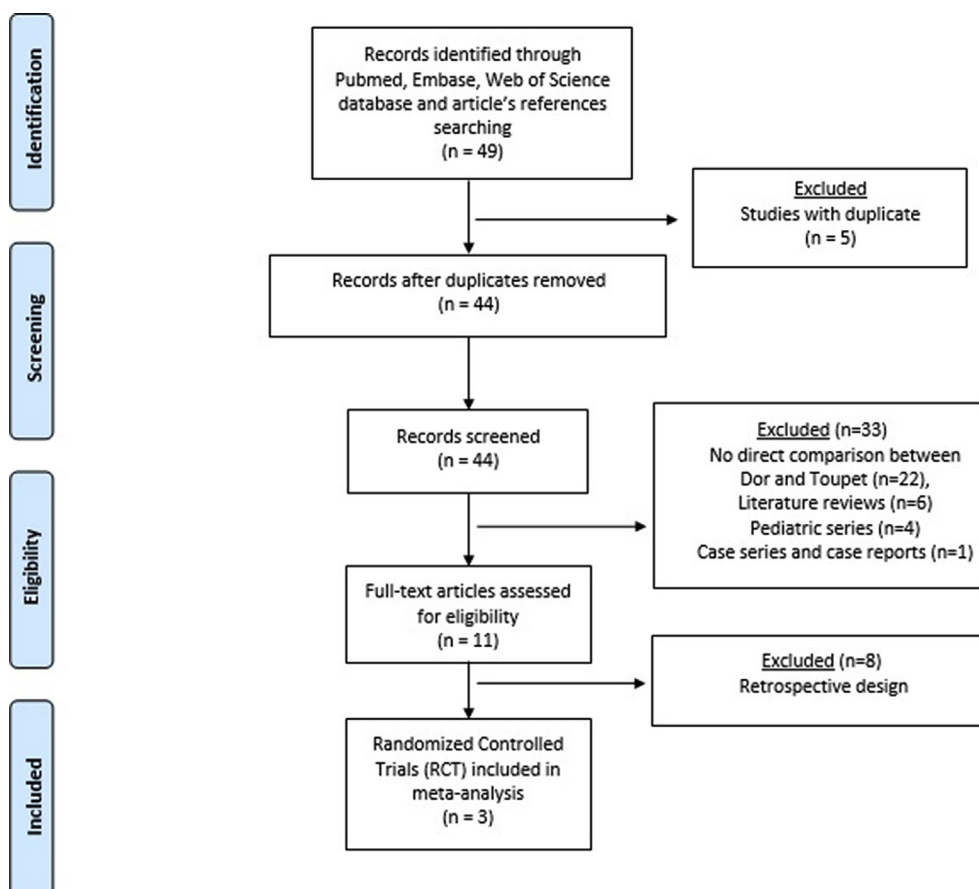 Identification
Records identified through
Pubmed, Embase, Web of Science
database and article's references
searching
(n = 49)
Excluded
Studies with duplicate
(n = 5)
Screening
Records after duplicates removed
(n = 44)
Records screened
(n = 44)
Excluded (n=33)
No direct comparison between
Dor and Toupet (n=22),
Literature reviews (n=6)
Pediatric series (n=4)
Case series and case reports (n=1)
Eligibility
Full-text articles assessed
for eligibility
(n = 11)
Excluded (n=8)
Retrospective design
Included
Randomized Controlled
Trials (RCT) included in
meta-analysis
(n = 3)